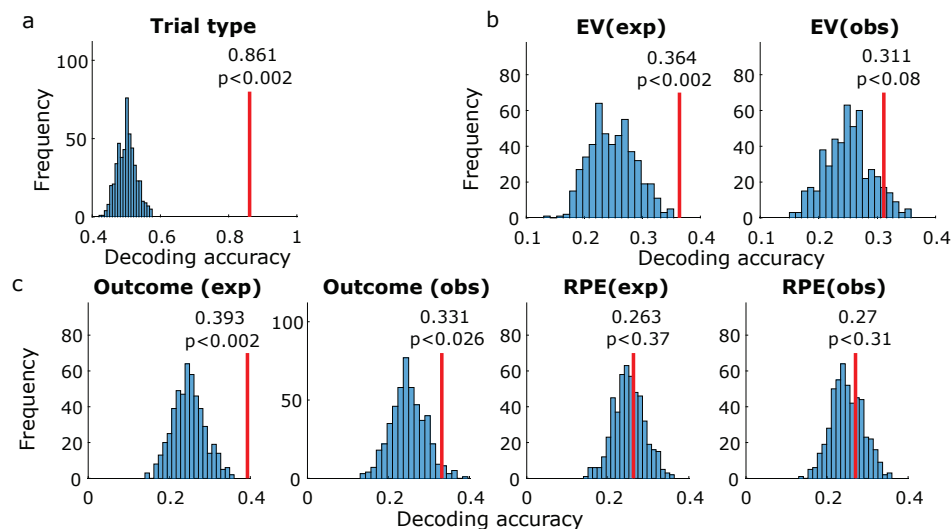 a
Trial type
0.861
p<0.002
100
50
0
Frequency
0.4
0.6
0.8
1
Decoding accuracy
b
EV(exp)
0.364
p<0.002
80
60
40
20
0
Frequency
0.1
0.2
0.3
0.4
EV(obs)
0.311
p<0.08
80
60
40
20
0
0.1
0.2
0.3
0.4
Decoding accuracy
c
Outcome (exp)
0.393
p<0.002
80
60
40
20
0
Frequency
0
0.2
0.4
Outcome (obs)
0.331
p<0.026
100
50
0
0
0.2
0.4
RPE(exp)
0.263
p<0.37
80
60
40
20
0
0
0.2
0.4
RPE(obs)
0.27
p<0.31
80
60
40
20
0
0
0.2
0.4
Decoding accuracy